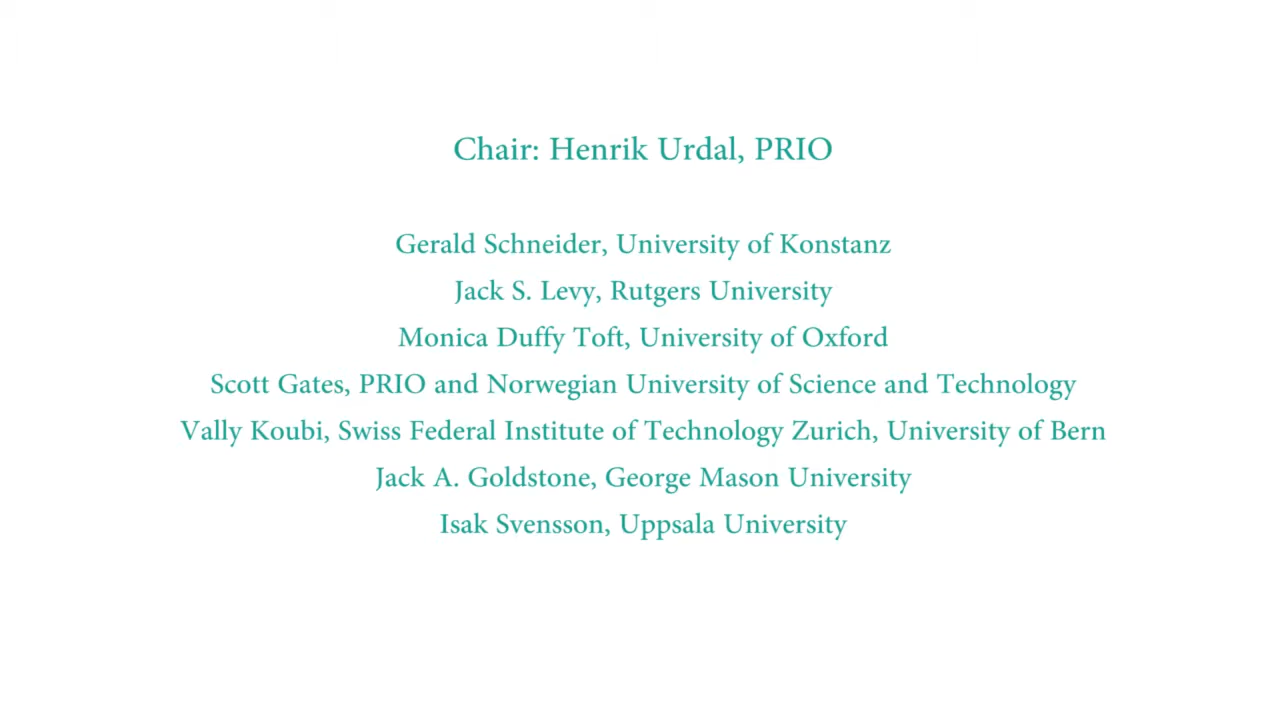 Chair: Henrik Urdal, PRIO
Gerald Schneider, University of Konstanz
Jack S. Levy, Rutgers University
Monica Duffy Toft, University of Oxford
Scott Gates, PRIO and Norwegian University of Science and Technology
Vally Koubi, Swiss Federal Institute of Technology Zurich, University of Bern
Jack A. Goldstone, George Mason University
Isak Svensson, Uppsala University